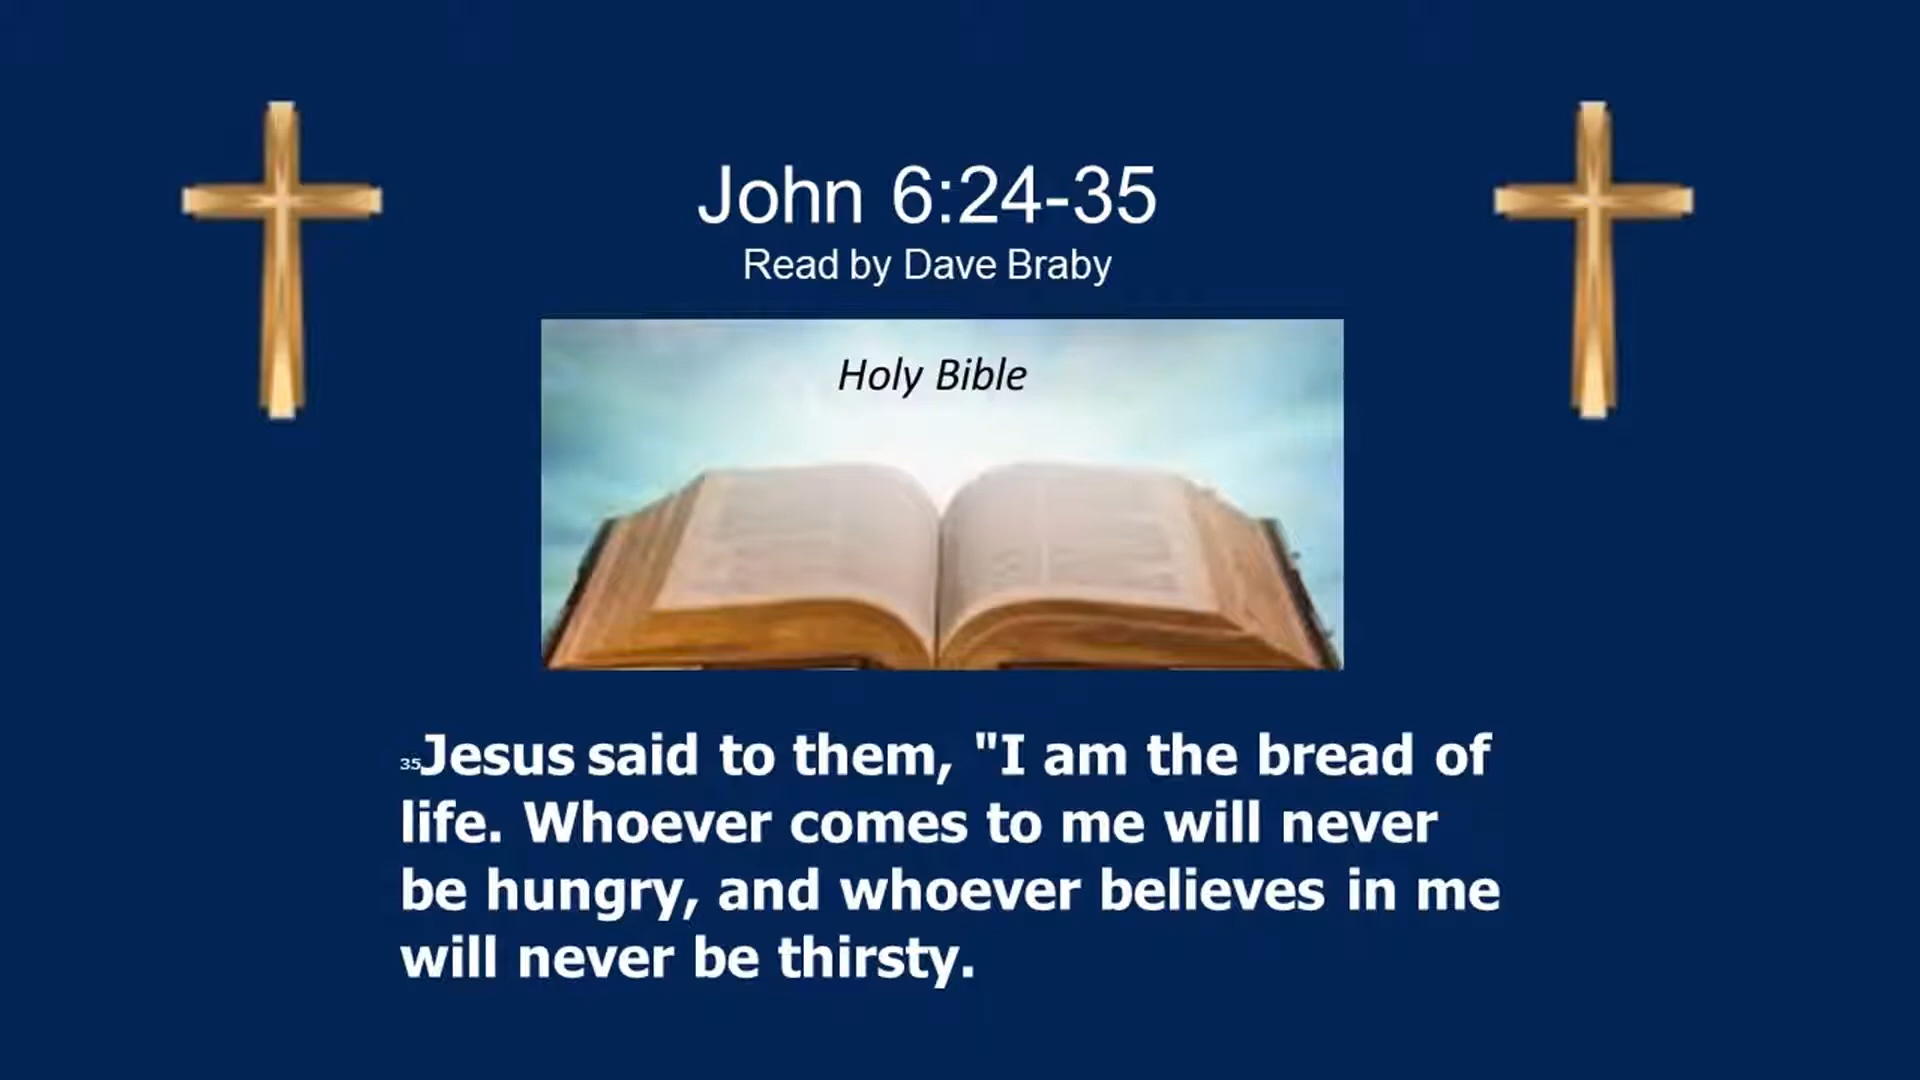 John 6:24-35
Read by Dave Braby
Holy Bible
35Jesus said to them, "I am the bread of
life. Whoever comes to me will never
be hungry, and whoever believes in me
will never be thirsty.